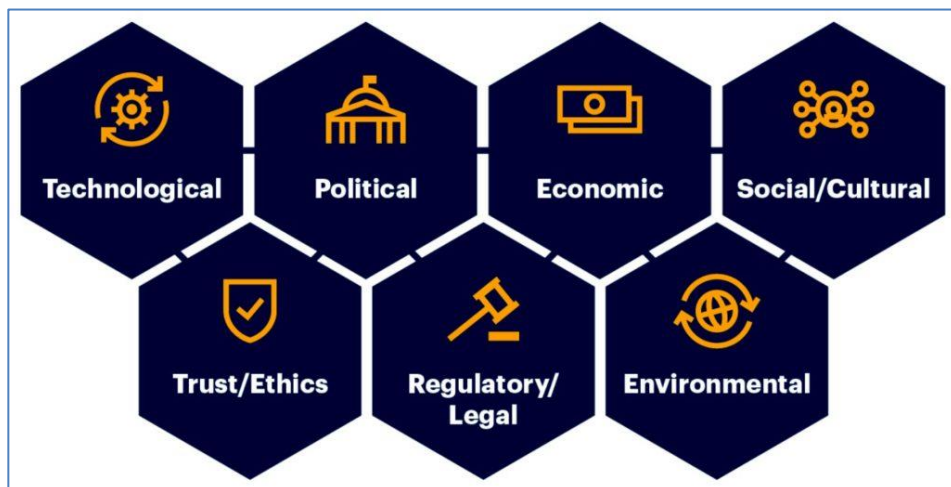 Technological
Political
Economic
Social/Cultural
Trust/Ethics
Regulatory/
Legal
Environmental